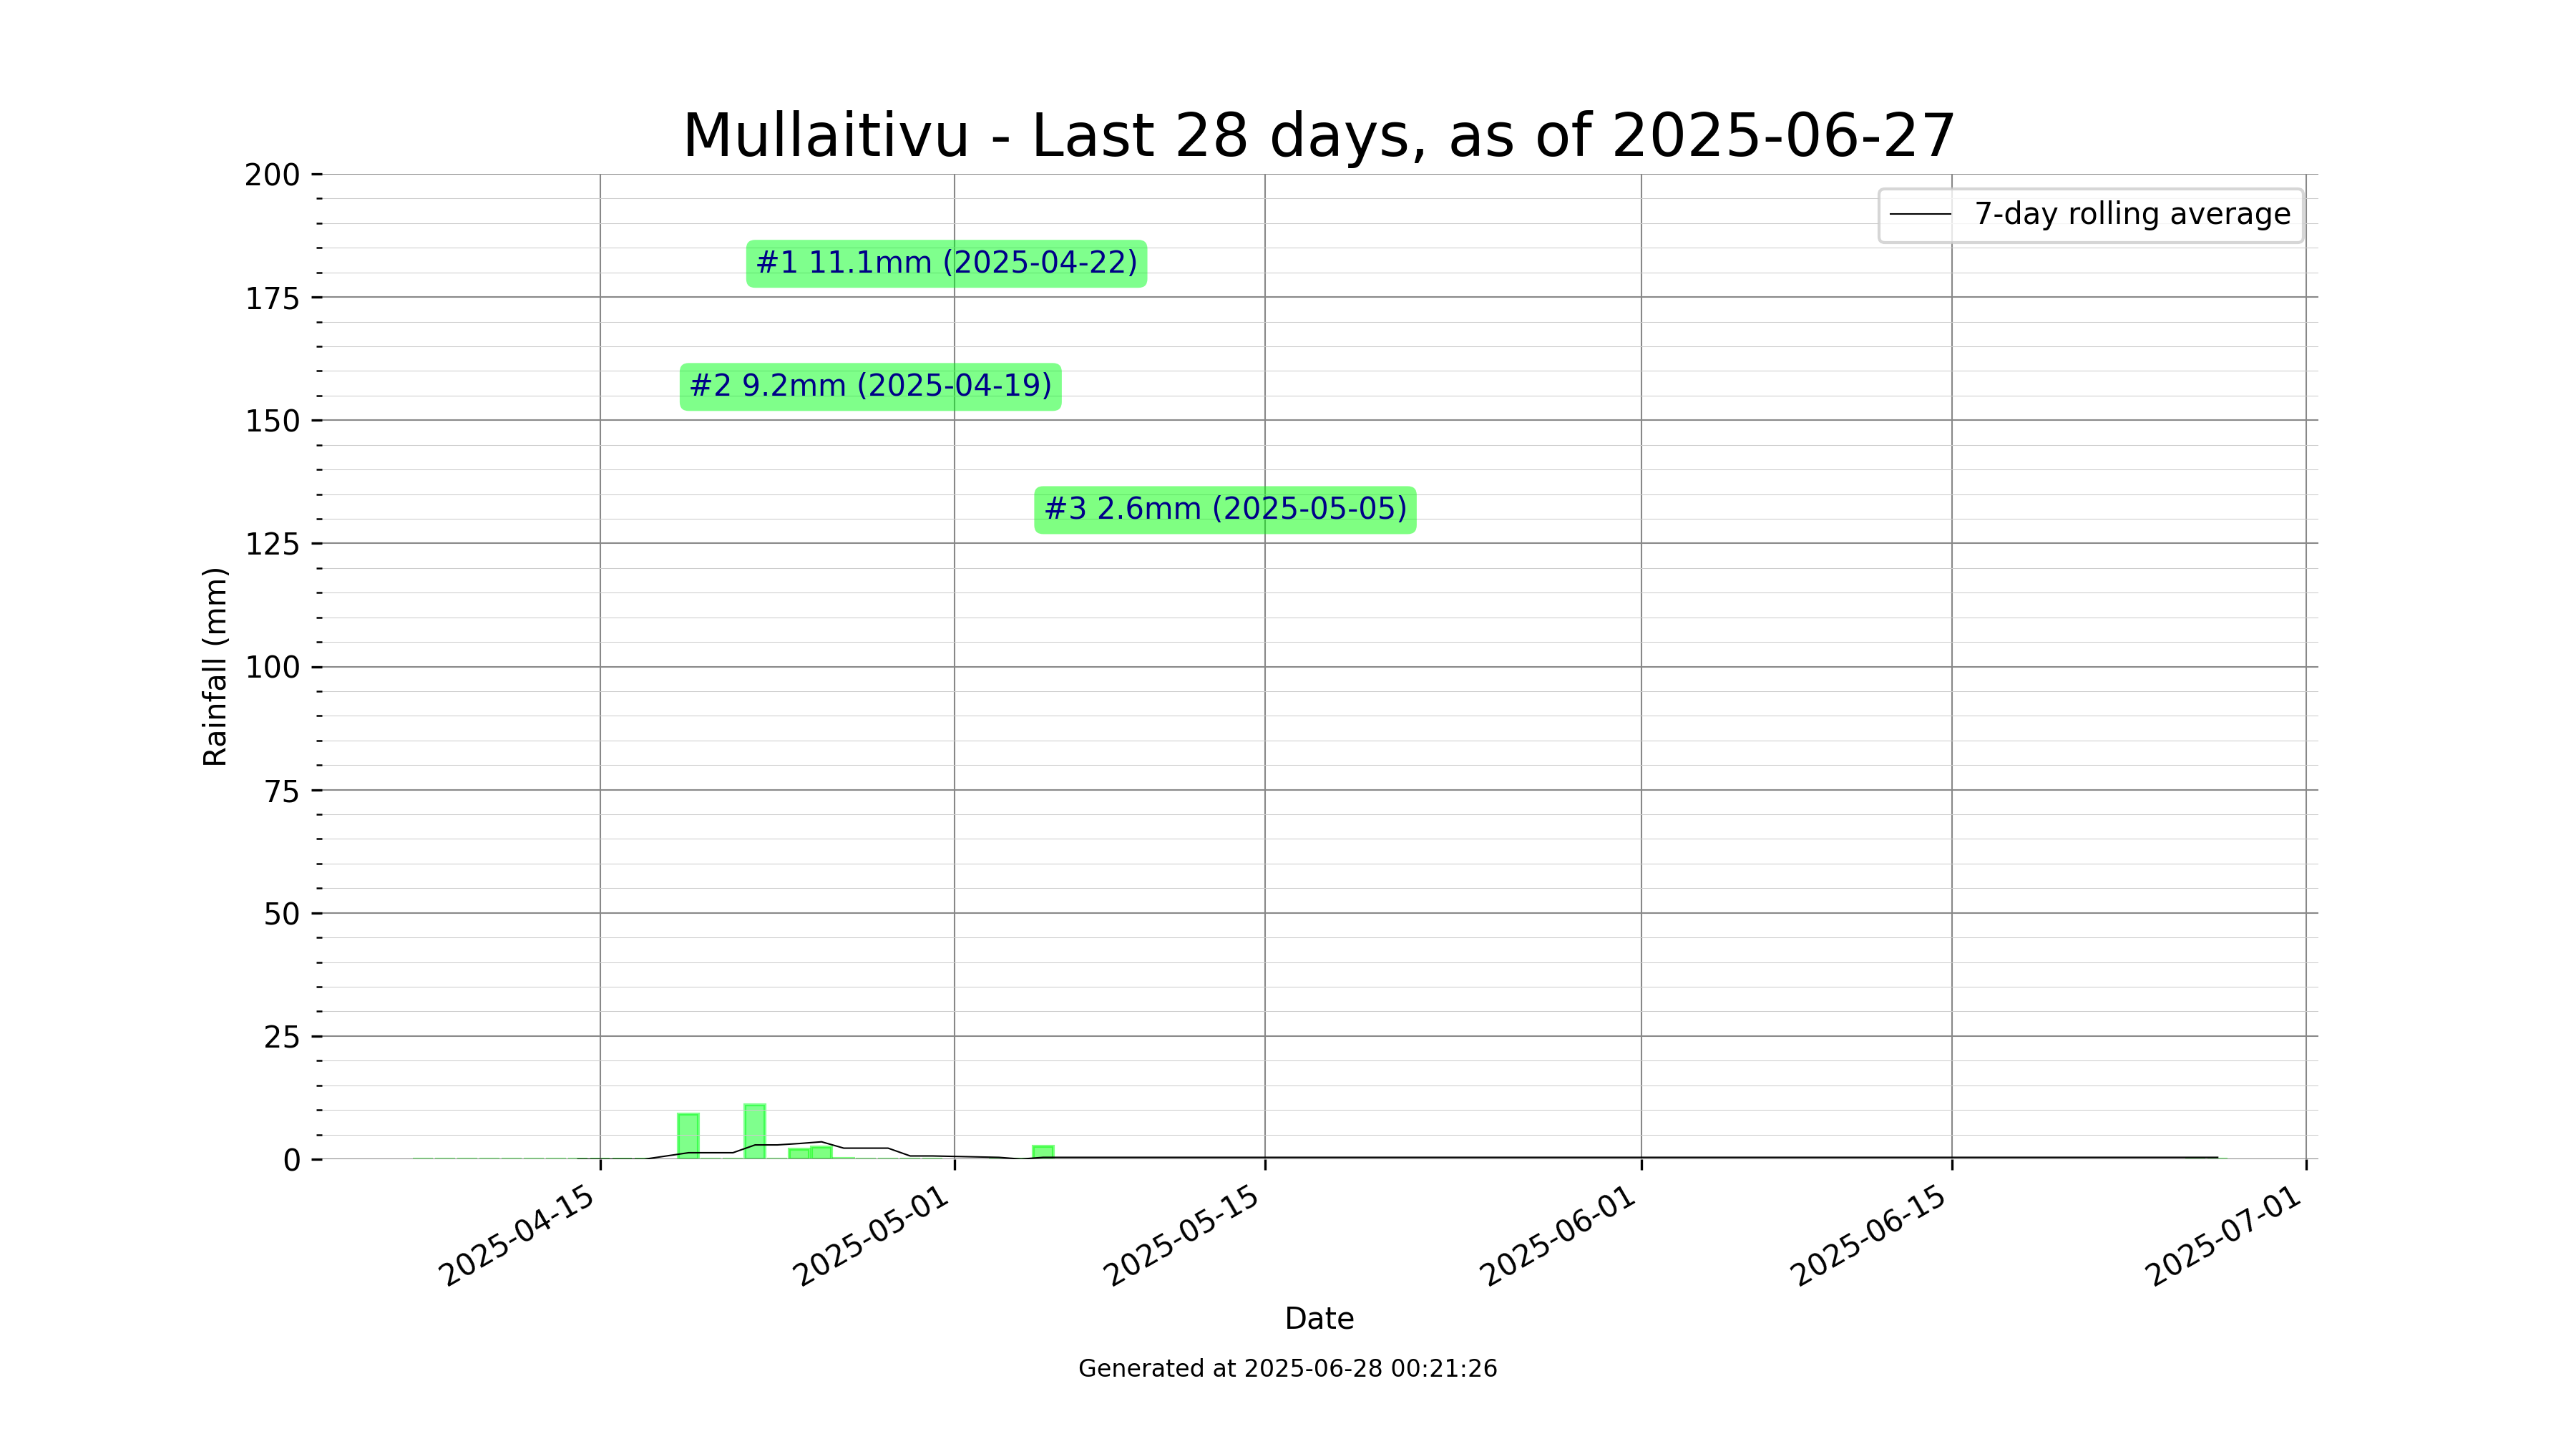 Mullaitivu - Last 28 days, as of 2025-06-27
200
175
150
125
100
75
50
25
0
Rainfall (mm)
7-day rolling average
#1 11.1mm (2025-04-22)
#2 9.2mm (2025-04-19)
#3 2.6mm (2025-05-05)
2025-04-15
2025-05-01
2025-05-15
2025-06-01
2025-06-15
2025-07-01
Date
Generated at 2025-06-28 00:21:26